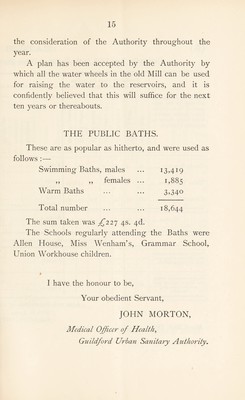 15
the consideration of the Authority throughout the
year.
A plan has been accepted by the Authority by
which all the water wheels in the old Mill can be used
for raising the water to the reservoirs, and it is
confidently believed that this will suffice for the next
ten years or thereabouts.
THE PUBLIC BATHS.
These are as popular as hitherto, and were used as
follows :—
Swimming Baths, males ... 13,419
„ „ females ... 1,885
Warm Baths ... ... 3,340
Total number ... ... 18,644
The sum taken was £227 4s. 4d.
The Schools regularly attending the Baths were
Allen House, Miss Wenham's, Grammar School,
Union Workhouse children.
I have the honour to be,
Your obedient Servant,
JOHN MORTON,
Medical Officer of Health,
Guildford Urban Sanitary Authority.